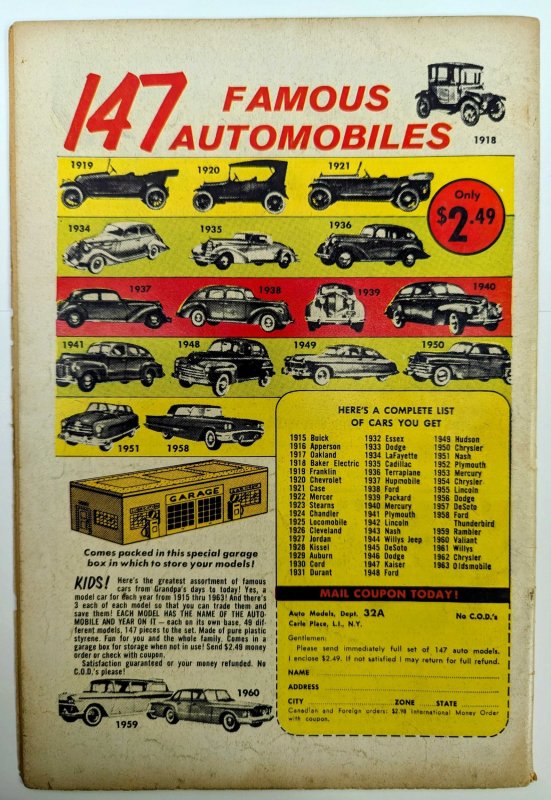 147 FAMOUS
AUTOMOBILES
1918
1919
1920
1921
Only
$2.49
1934
1935
1936
1937
1938
1939
1940
1941
1948
1949
1950
1951
1958
GARAGE
Comes packed in this special garage
box in which to store your models!
KIDS! Here's the greatest assortment of famous
cars from Grandpa's days to today! Yes, a
model car for each year from 1915 thru 1963! And there's
3 each of each model so that you can trade them and
save them! EACH MODEL HAS THE NAME OF THE AUTO-
MOBILE AND YEAR ON IT — each on its own base, 49 dif-
ferent models, 147 pieces to the set. Made of pure plastic
styrene. Fun for you and the whole family. Comes in a
garage box for storage when not in use! Send $2.49 money
order or check with coupon.
Satisfaction guaranteed or your money refunded. No
C.O.D.'s please!
1959
1960
HERE'S A COMPLETE LIST
OF CARS YOU GET
1915 Buick
1916 Apperson
1917 Oakland
1918 Baker Electric
1919 Franklin
1920 Chevrolet
1921 Case
1922 Mercer
1923 Stearns
1924 Chandler
1925 Locomobile
1926 Cleveland
1927 Jordan
1928 Kissel
1929 Auburn
1930 Cord
1931 Durant
1932 Essex
1933 Dodge
1934 LaFayette
1935 Cadillac
1936 Terraplane
1937 Hupmobile
1938 Ford
1939 Packard
1940 Mercury
1941 Plymouth
1942 Lincoln
1943 Nash
1944 Willys Jeep
1945 DeSoto
1946 Dodge
1947 Kaiser
1948 Ford
1949 Hudson
1950 Chrysler
1951 Nash
1952 Plymouth
1953 Mercury
1954 Chrysler
1955 Lincoln
1956 Dodge
1957 DeSoto
1958 Ford
Thunderbird
1959 Rambler
1960 Valiant
1961 Willys
1962 Chrysler
1963 Oldsmobile
MAIL COUPON TODAY!
Auto Models, Dept. 32A No C.O.D.'s
Carle Place, L.I., N.Y.
Gentlemen:
Please send immediately full set of 147 auto models.
I enclose $2.49. If not satisfied I may return for full refund.
NAME
ADDRESS
CITY ZONE STATE
Canadian and Foreign orders: $2.98 International Money Order
with coupon.